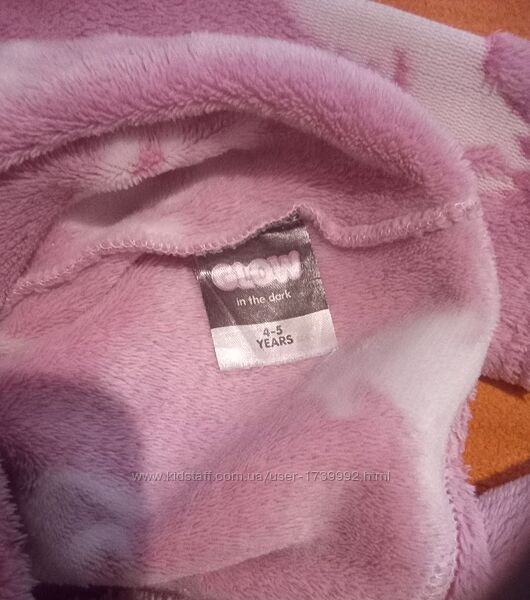 GLOW
in the dark
4-5
YEARS
www.kidstaff.com.ua/user-1739992.html